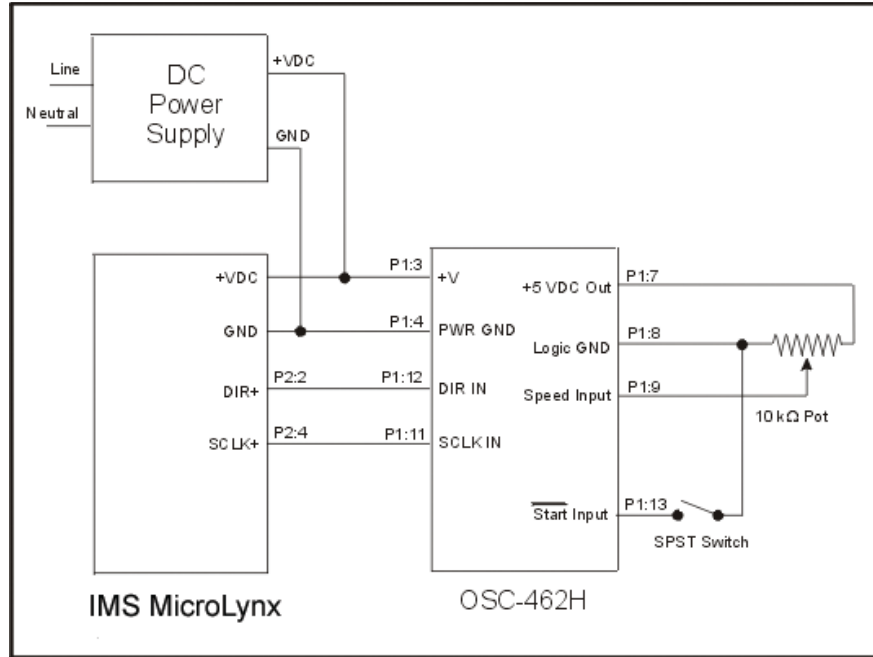 DC
Power
Supply
Line
Neutral
+VDC
GND
+VDC
GND
DIR+
SCLK+
P2:2
P2:4
P1:3
P1:4
P1:12
P1:11
+V
PWR GND
DIR IN
SCLK IN
+5 VDC Out
Logic GND
Speed Input
Start Input
P1:7
P1:8
P1:9
P1:13
10 kΩ Pot
SPST Switch
IMS MicroLynx
OSC-462H